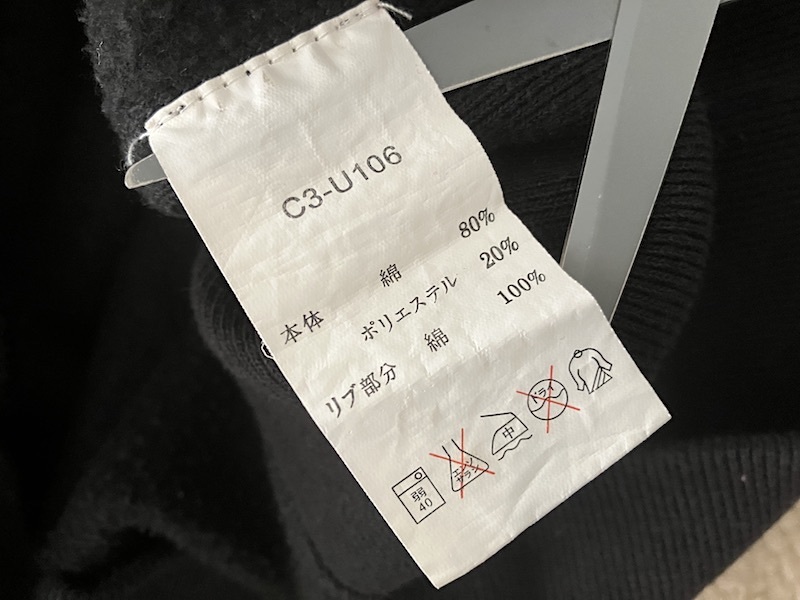 C3-U106
本体 綿 80%
ポリエステル 20%
リブ部分 綿 100%
弱
40
エンソ
サラシ
中
ドライ